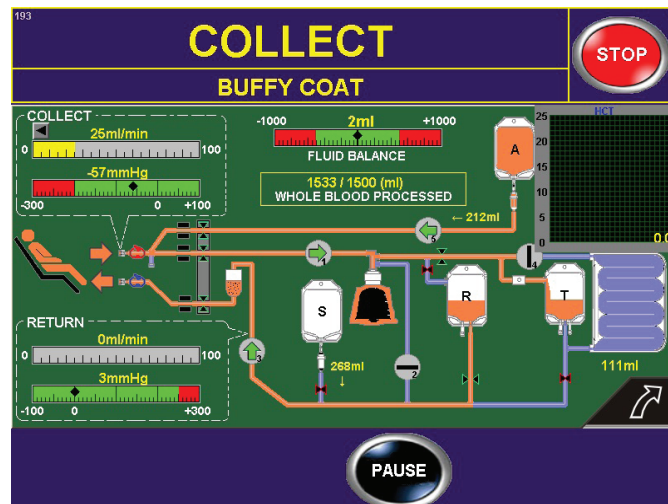 193
COLLECT
STOP
BUFFY COAT
COLLECT
25ml/min
0 100
-57mmHg
-300 0 +100
2ml
-1000 +1000
FLUID BALANCE
1533 / 1500 (ml)
WHOLE BLOOD PROCESSED
A
HCT
25
20
15
10
5
0
0.0
← 212ml
5
1
4
S
R
T
RETURN
0ml/min
0 100
3mmHg
-100 0 +300
3
268ml
↓
2
111ml
PAUSE